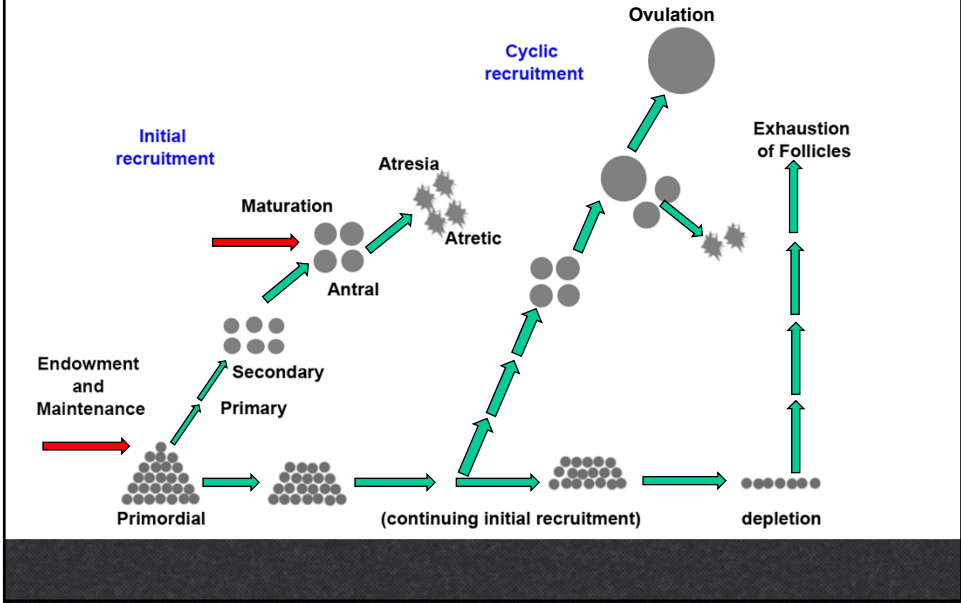 Ovulation
Cyclic
recruitment
Exhaustion
of Follicles
Initial
recruitment
Atresia
Maturation
Atretic
Antral
Endowment
and
Maintenance
Secondary
Primary
Primordial
(continuing initial recruitment)
depletion